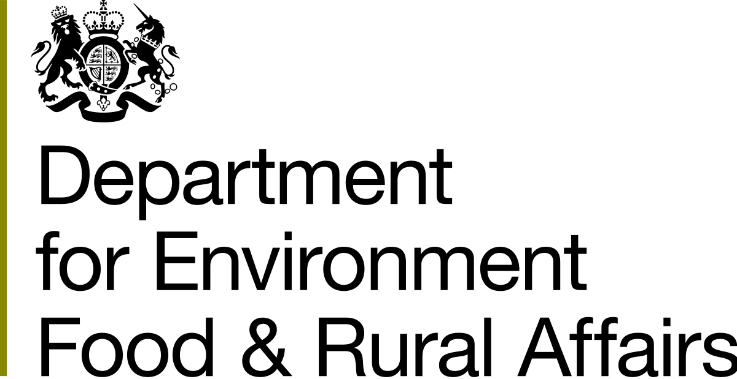 Department
for Environment
Food & Rural Affairs